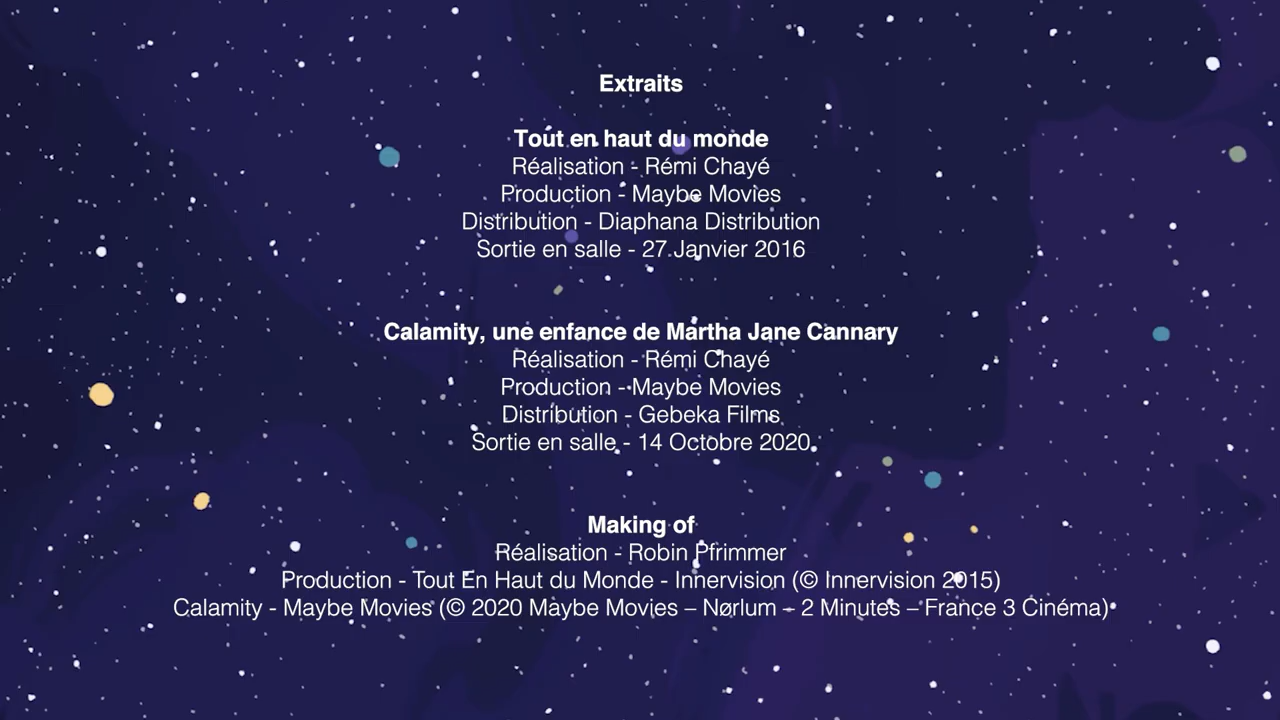 Extraits
Tout en haut du monde
Réalisation - Rémi Chayé
Production - Maybe Movies
Distribution - Diaphana Distribution
Sortie en salle - 27 Janvier 2016
Calamity, une enfance de Martha Jane Cannary
Réalisation - Rémi Chayé
Production - Maybe Movies
Distribution - Gebeka Films
Sortie en salle - 14 Octobre 2020
Making of
Réalisation - Robin Pfrimmer
Production - Tout En Haut du Monde - Innervision (© Innervision 2015)
Calamity - Maybe Movies (© 2020 Maybe Movies – Nørlum – 2 Minutes – France 3 Cinéma)